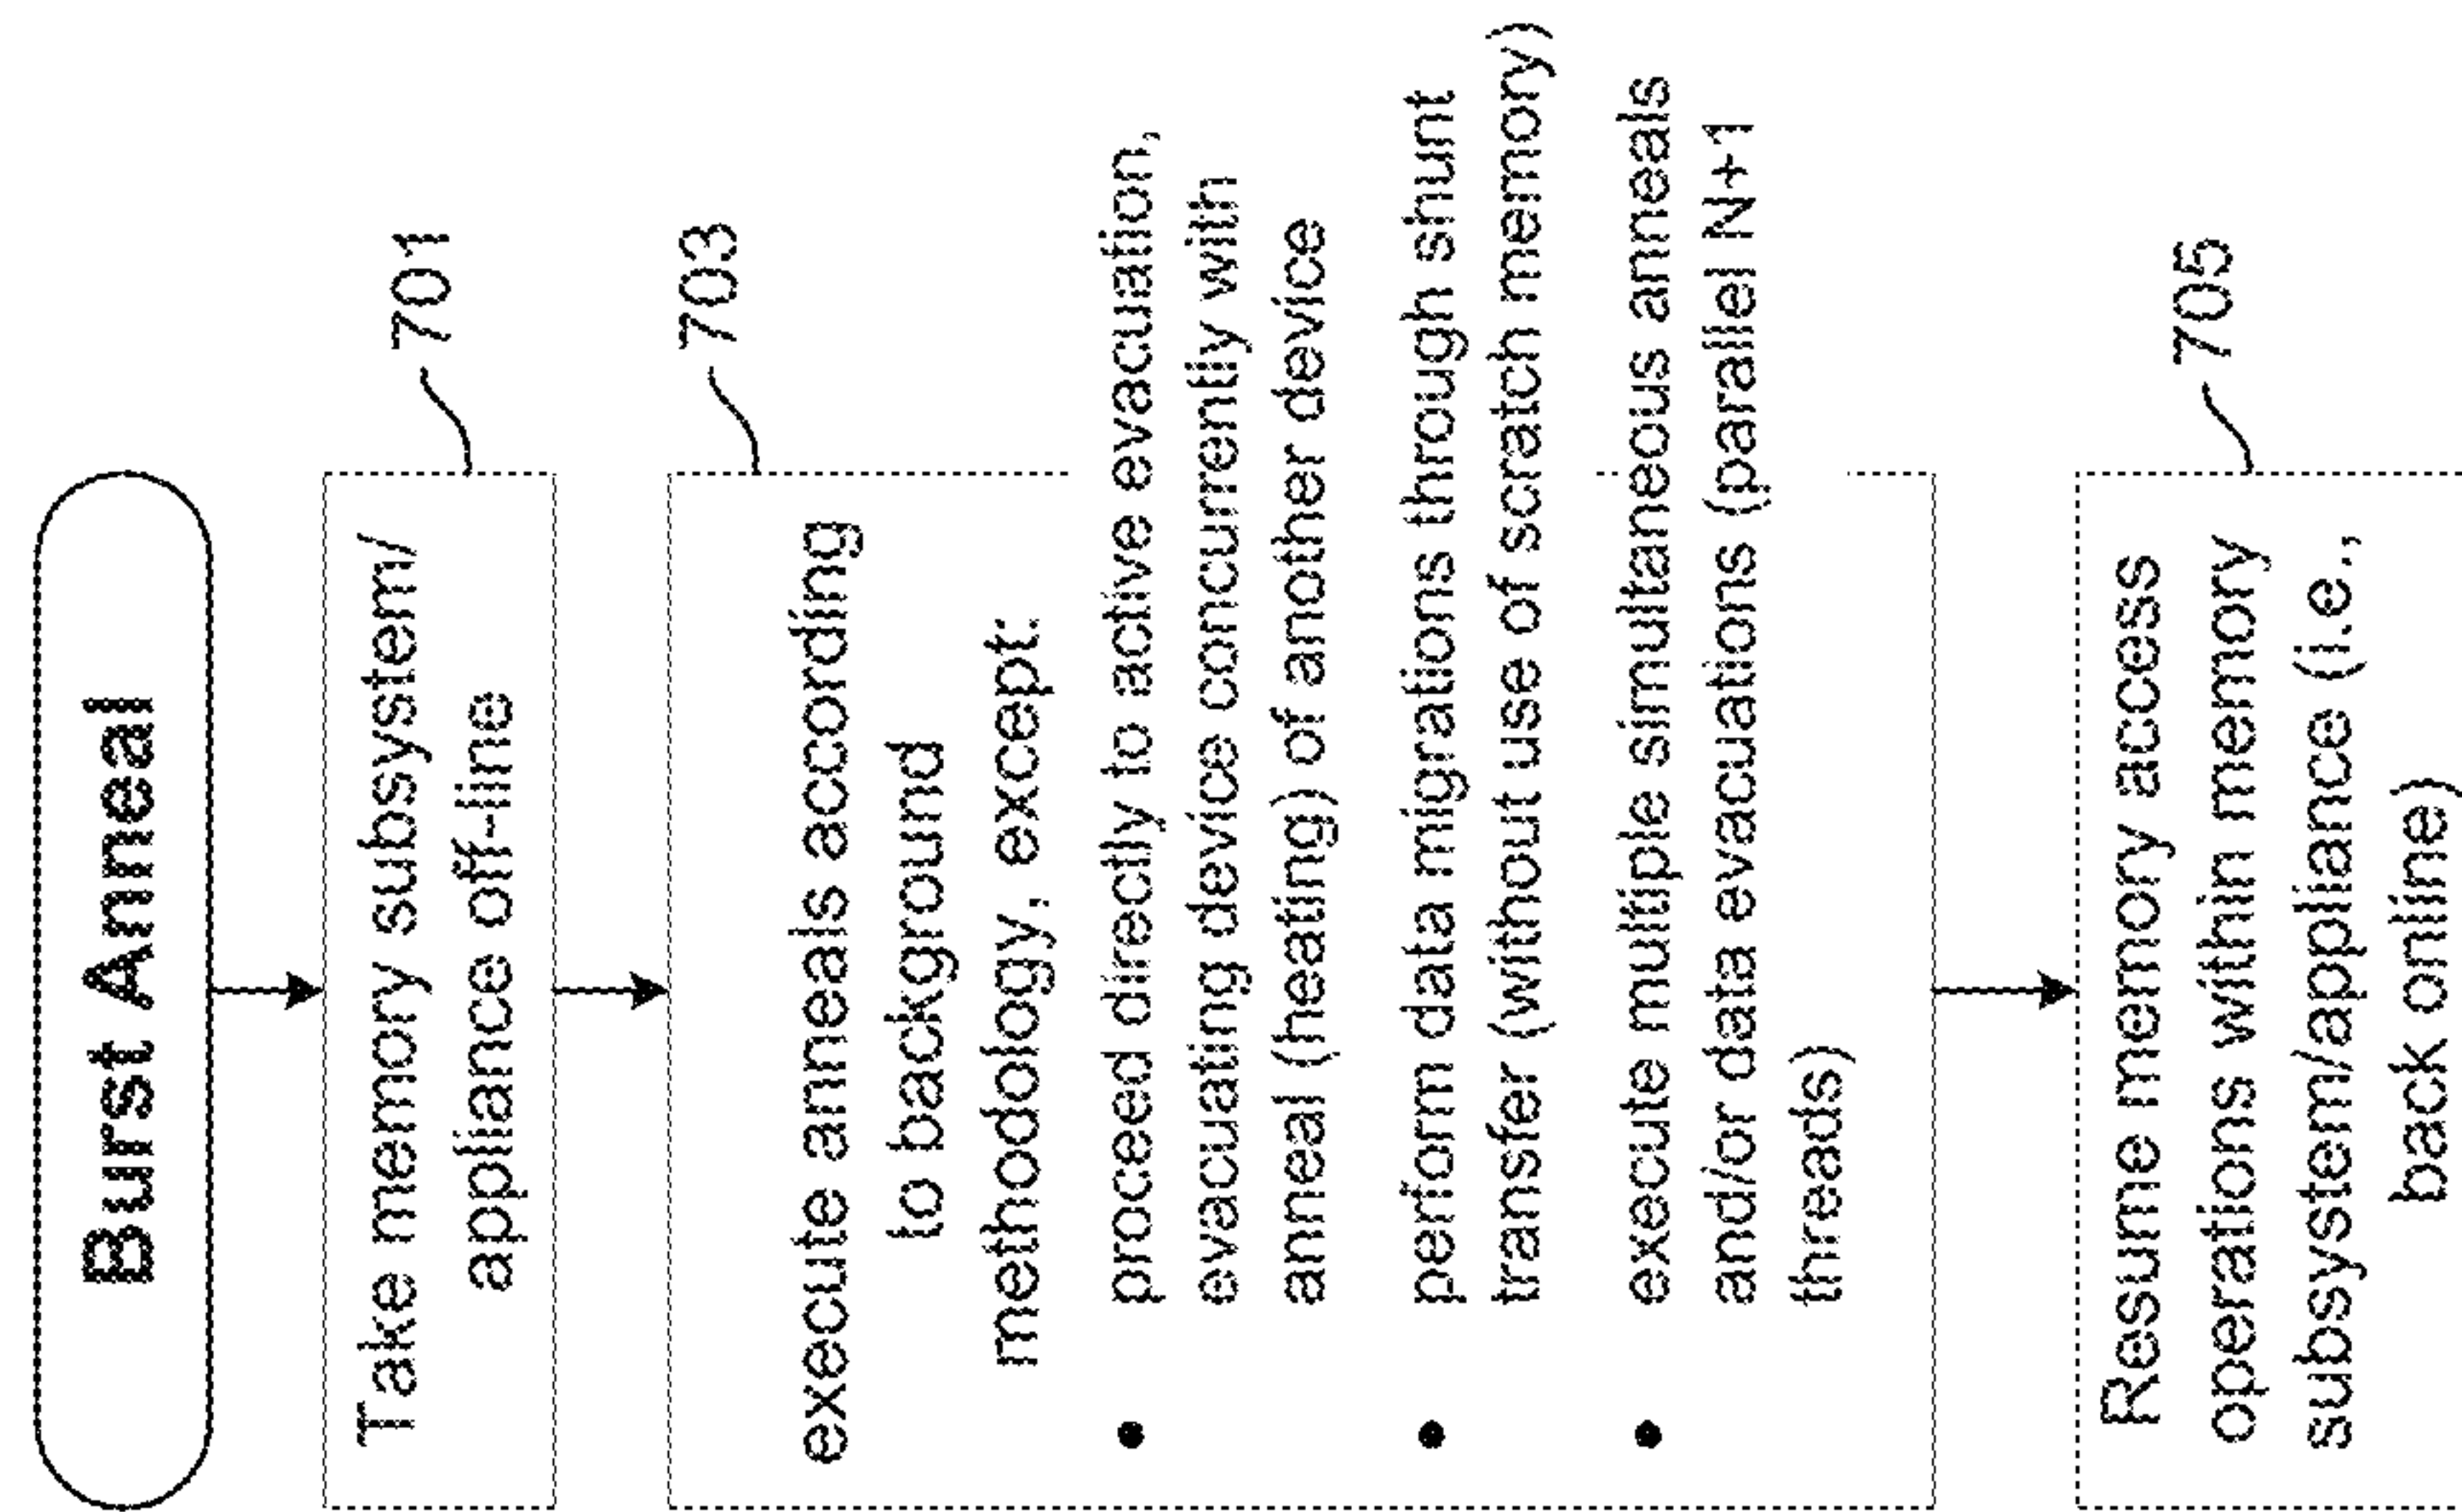 Burst Anneal
Take memory subsystem/
appliance off-line
701
execute anneals according
to background
methodology, except:
703
• proceed directly to active evacuation,
evacuating device concurrently with
anneal (heating) of another device
• perform data migrations through shunt
transfer (without use of scratch memory)
• execute multiple simultaneous anneals
and/or data evacuations (parallel N+1
threads)
Resume memory access
operations within memory
subsystem/appliance (i.e.,
back online)
705